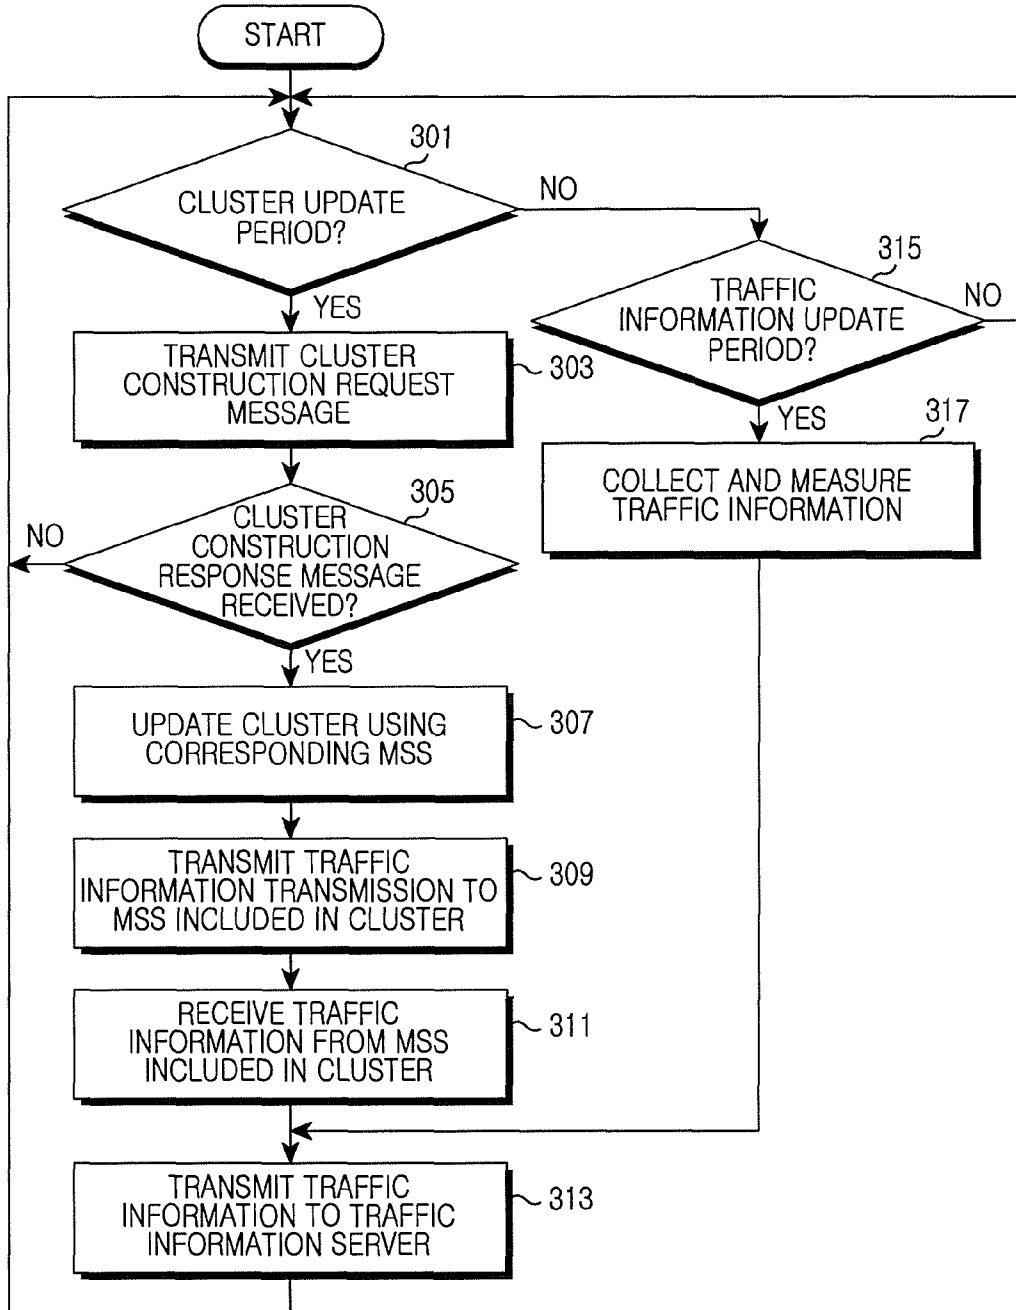 START
301
CLUSTER UPDATE
PERIOD?
NO
YES
315
TRAFFIC
INFORMATION UPDATE
PERIOD?
NO
YES
TRANSMIT CLUSTER
CONSTRUCTION REQUEST
MESSAGE
303
317
COLLECT AND MEASURE
TRAFFIC INFORMATION
305
CLUSTER
CONSTRUCTION
RESPONSE MESSAGE
RECEIVED?
NO
YES
UPDATE CLUSTER USING
CORRESPONDING MSS
307
TRANSMIT TRAFFIC
INFORMATION TRANSMISSION TO
MSS INCLUDED IN CLUSTER
309
RECEIVE TRAFFIC
INFORMATION FROM MSS
INCLUDED IN CLUSTER
311
TRANSMIT TRAFFIC
INFORMATION TO TRAFFIC
INFORMATION SERVER
313